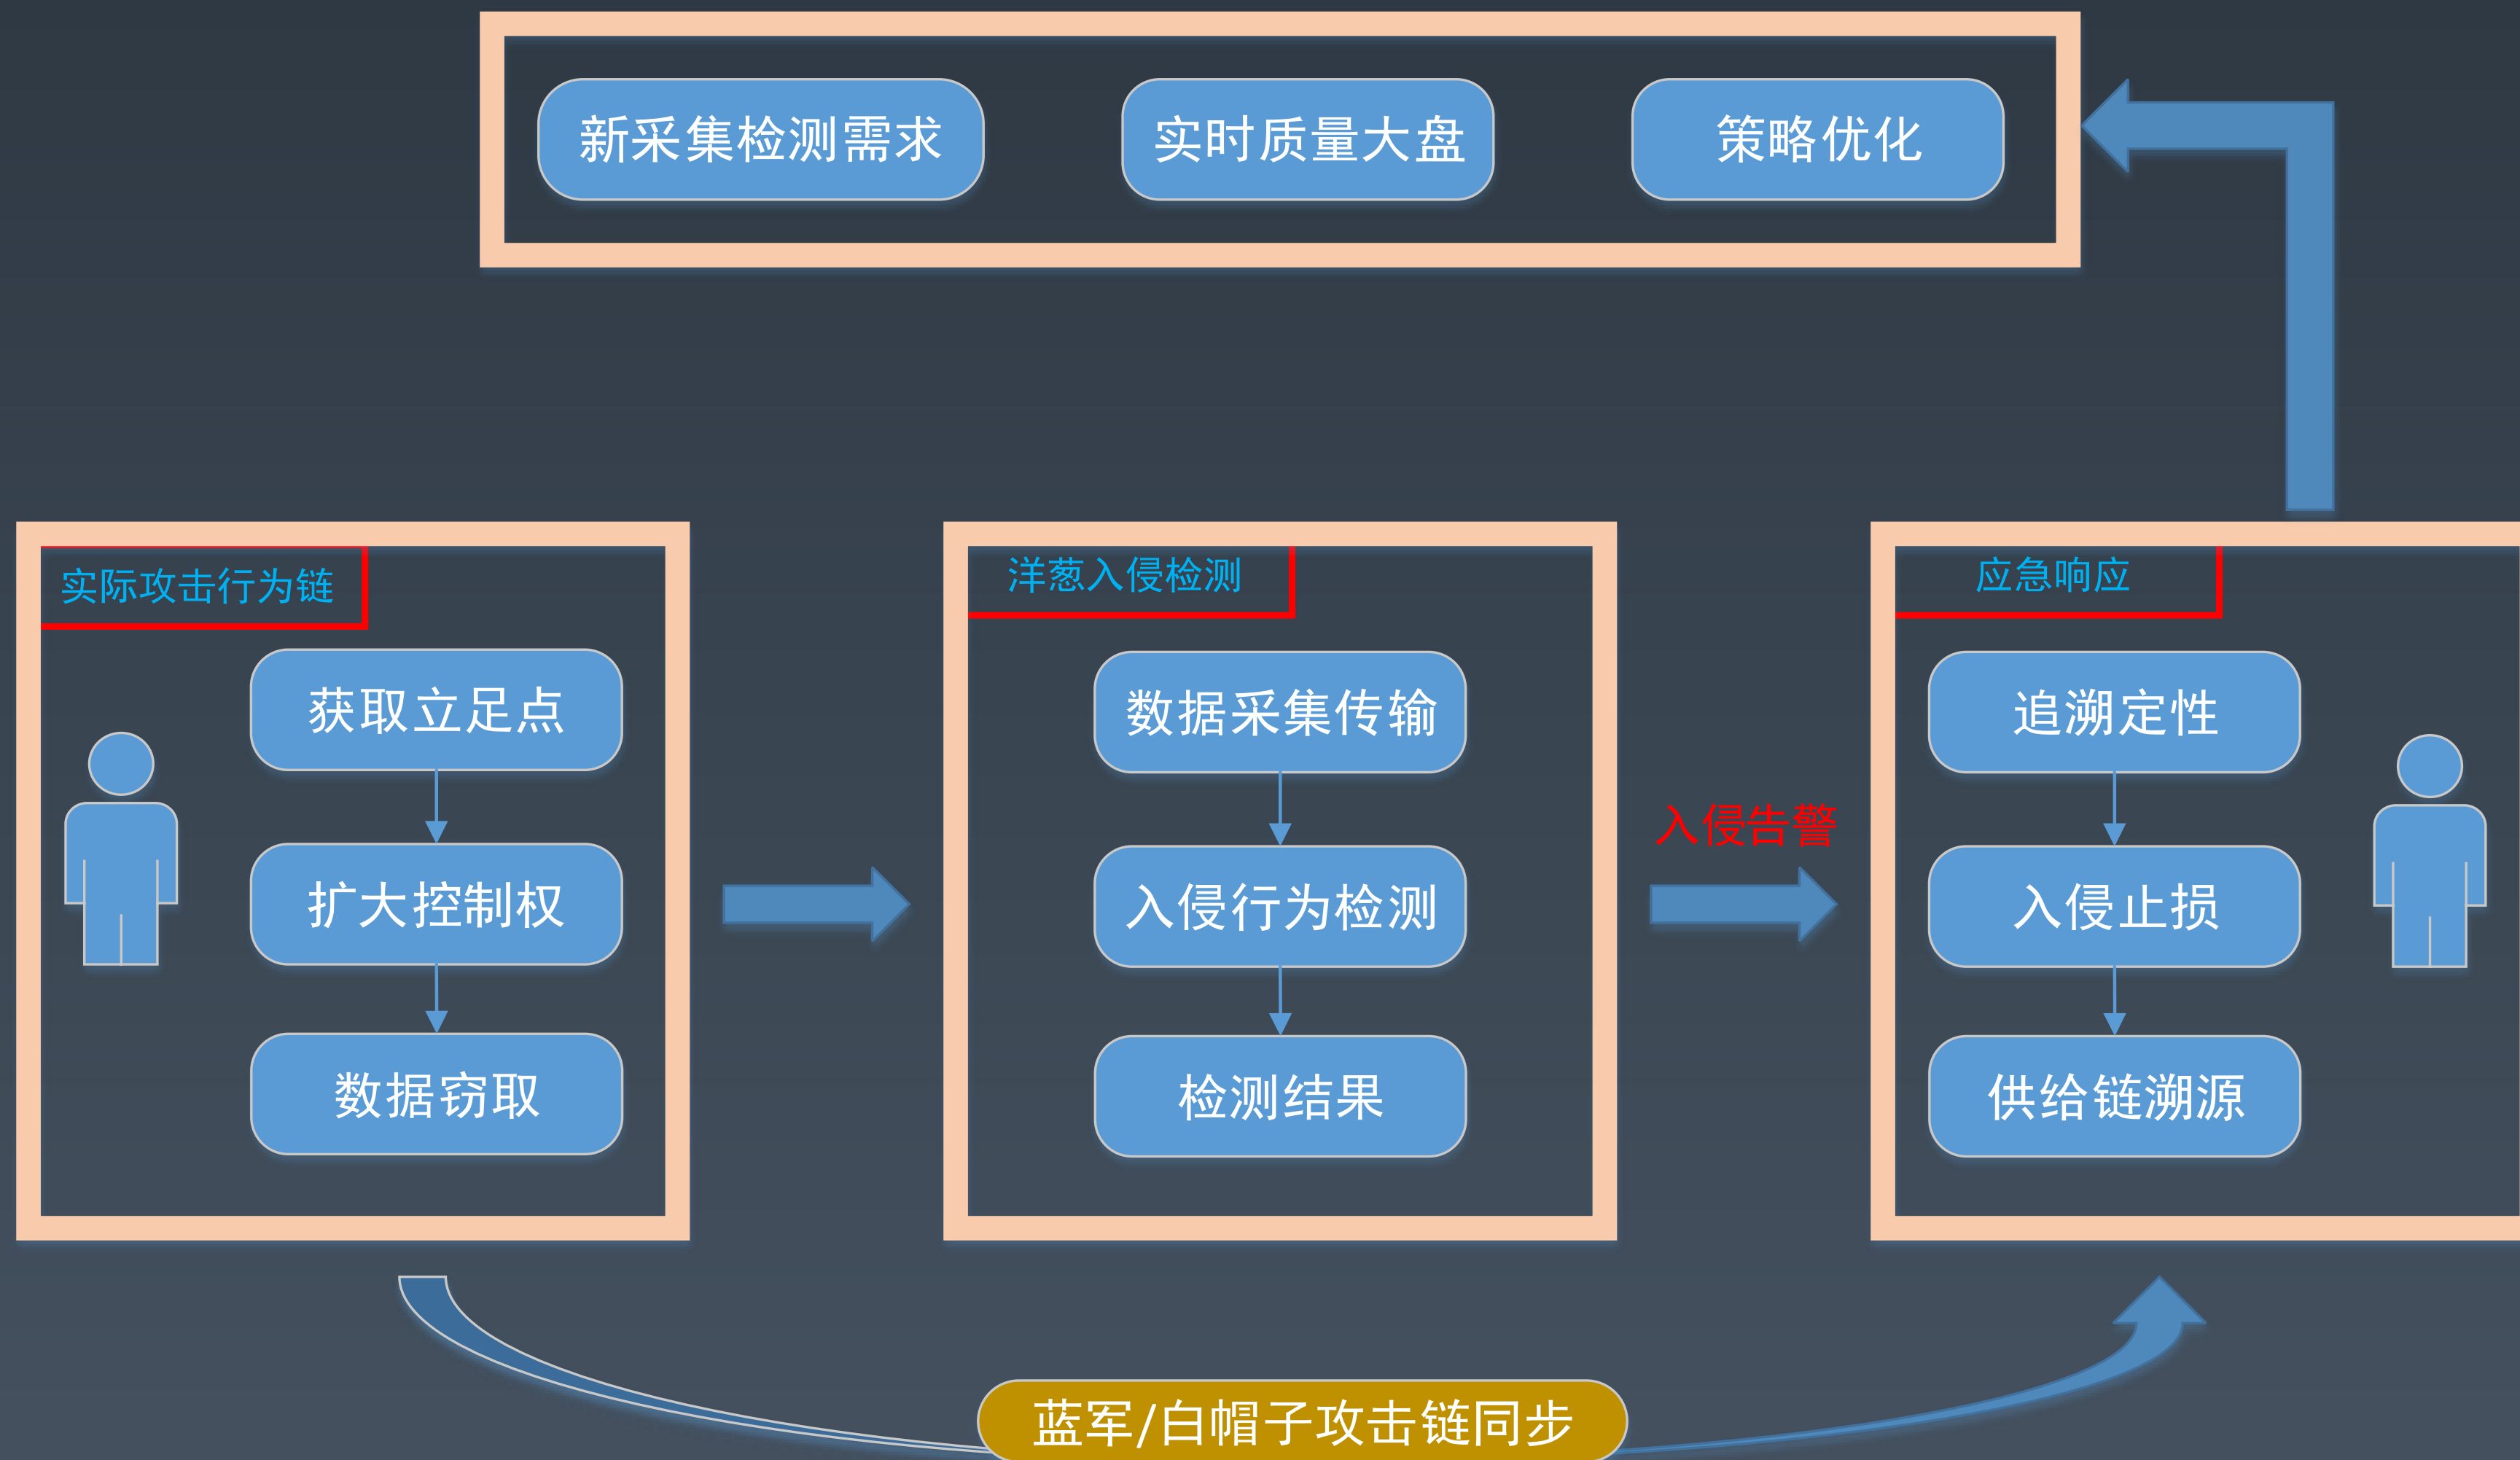 新采集检测需求
实时质量大盘
策略优化
实际攻击行为链
获取立足点
扩大控制权
数据窃取
洋葱入侵检测
数据采集传输
入侵行为检测
检测结果
入侵告警
应急响应
追溯定性
入侵止损
供给链溯源
蓝军/白帽子攻击链同步